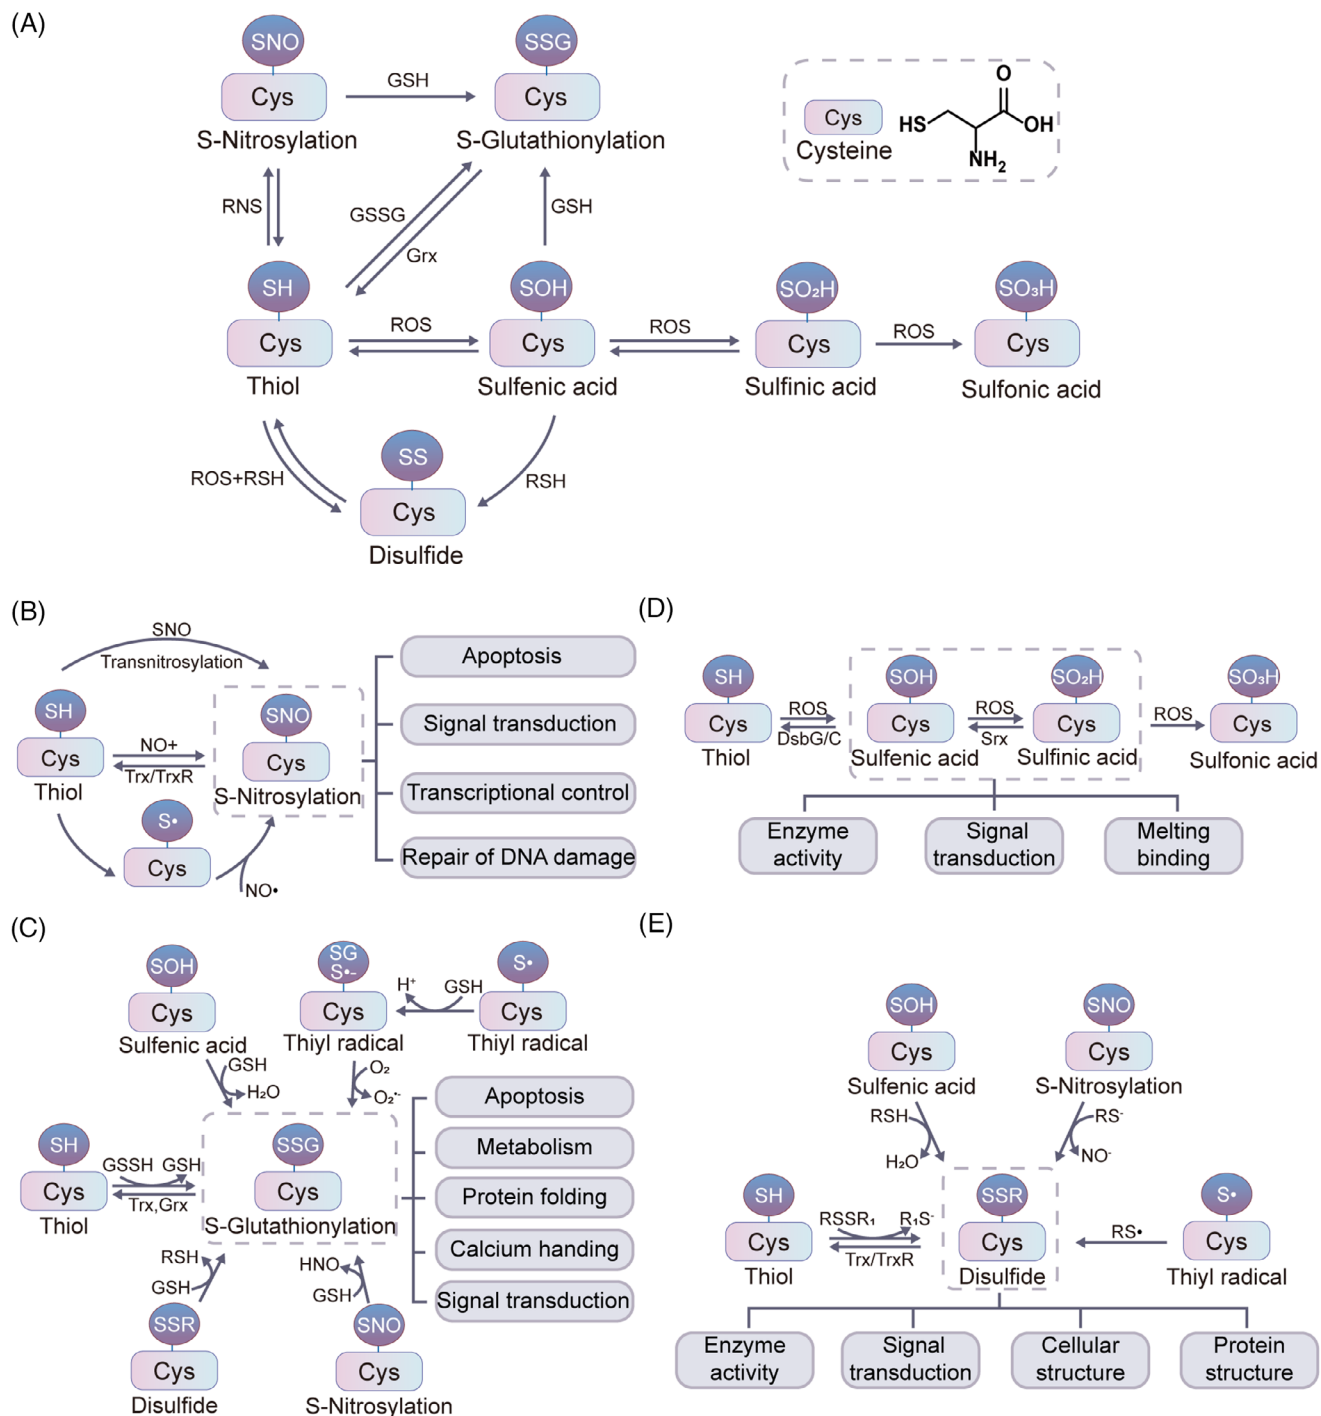 (A)
SNO
Cys
S-Nitrosylation
GSH
SSG
Cys
S-Glutathionylation
Cys
Cysteine
HS
O
OH
NH₂
RNS
GSSG
Grx
GSH
SH
Cys
Thiol
ROS
SOH
Cys
Sulfenic acid
ROS
SO₂H
Cys
Sulfinic acid
ROS
SO₃H
Cys
Sulfonic acid
ROS+RSH
SS
Cys
Disulfide
RSH
(B)
SNO
Transnitrosylation
SH
Cys
Thiol
NO+
Trx/TrxR
SNO
Cys
S-Nitrosylation
S•
Cys
NO•
Apoptosis
Signal transduction
Transcriptional control
Repair of DNA damage
(D)
SH
Cys
Thiol
ROS
DsbG/C
SOH
Cys
Sulfenic acid
ROS
Srx
SO₂H
Cys
Sulfinic acid
ROS
SO₃H
Cys
Sulfonic acid
Enzyme
activity
Signal
transduction
Melting
binding
(C)
SOH
Cys
Sulfenic acid
GSH
H₂O
SG
S•-
Cys
Thiyl radical
H⁺
GSH
S•
Cys
Thiyl radical
O₂
O₂•-
SH
Cys
Thiol
GSSH
GSH
Trx,Grx
SSG
Cys
S-Glutathionylation
RSH
GSH
SSR
Cys
Disulfide
HNO
GSH
SNO
Cys
S-Nitrosylation
Apoptosis
Metabolism
Protein folding
Calcium handing
Signal transduction
(E)
SOH
Cys
Sulfenic acid
RSH
H₂O
SNO
Cys
S-Nitrosylation
RS⁻
NO⁻
SH
Cys
Thiol
RSSR₁
R₁S⁻
Trx/TrxR
SSR
Cys
Disulfide
RS•
S•
Cys
Thiyl radical
Enzyme
activity
Signal
transduction
Cellular
structure
Protein
structure